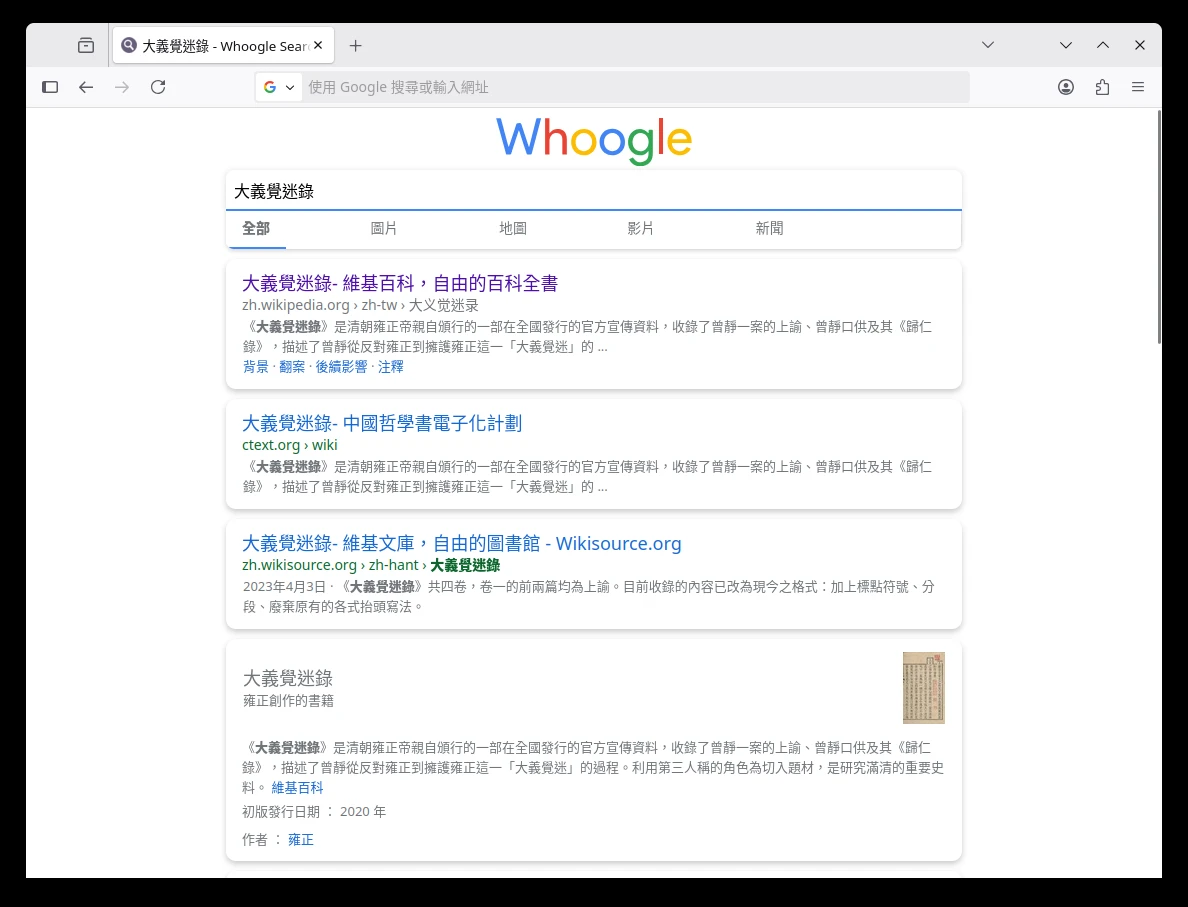 大義覺迷錄 - Whoogle Sear
使用 Google 搜尋或輸入網址
Whoogle
大義覺迷錄
全部 圖片 地圖 影片 新聞
大義覺迷錄- 維基百科，自由的百科全書
zh.wikipedia.org › zh-tw › 大义觉迷录
《大義覺迷錄》是清朝雍正帝親自頒行的一部在全國發行的官方宣傳資料，收錄了曾靜一案的上諭、曾靜口供及其《歸仁
錄》，描述了曾靜從反對雍正到擁護雍正這一「大義覺迷」的 ...
背景 · 翻案 · 後續影響 · 注釋
大義覺迷錄- 中國哲學書電子化計劃
ctext.org › wiki
《大義覺迷錄》是清朝雍正帝親自頒行的一部在全國發行的官方宣傳資料，收錄了曾靜一案的上諭、曾靜口供及其《歸仁
錄》，描述了曾靜從反對雍正到擁護雍正這一「大義覺迷」的 ...
大義覺迷錄- 維基文庫，自由的圖書館 - Wikisource.org
zh.wikisource.org › zh-hant › 大義覺迷錄
2023年4月3日 · 《大義覺迷錄》共四卷，卷一的前兩篇均為上諭。目前收錄的內容已改為現今之格式：加上標點符號、分
段、廢棄原有的各式抬頭寫法。
大義覺迷錄
雍正創作的書籍
《大義覺迷錄》是清朝雍正帝親自頒行的一部在全國發行的官方宣傳資料，收錄了曾靜一案的上諭、曾靜口供及其《歸仁
錄》，描述了曾靜從反對雍正到擁護雍正這一「大義覺迷」的過程。利用第三人稱的角色為切入題材，是研究滿清的重要史
料。 維基百科
初版發行日期 ： 2020 年
作者 ： 雍正